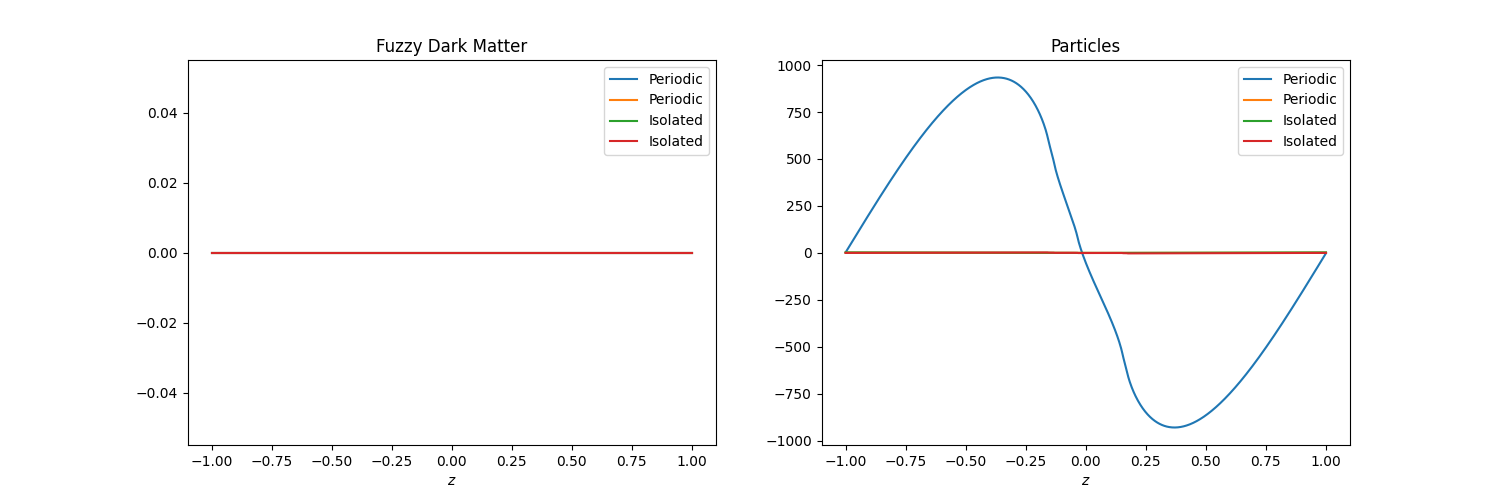 Fuzzy Dark Matter
Periodic
Periodic
Isolated
Isolated
0.04
0.02
0.00
−0.02
−0.04
−1.00 −0.75 −0.50 −0.25 0.00 0.25 0.50 0.75 1.00
z
Particles
Periodic
Periodic
Isolated
Isolated
1000
750
500
250
0
−250
−500
−750
−1000
−1.00 −0.75 −0.50 −0.25 0.00 0.25 0.50 0.75 1.00
z